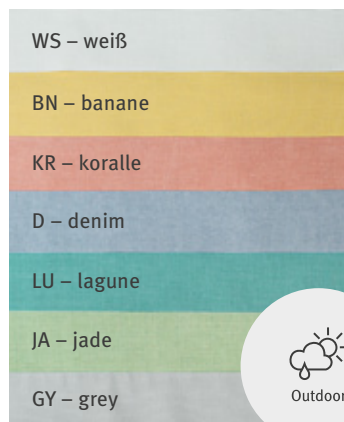 WS – weiß
BN – banane
KR – koralle
D – denim
LU – lagune
JA – jade
GY – grey
Outdoor